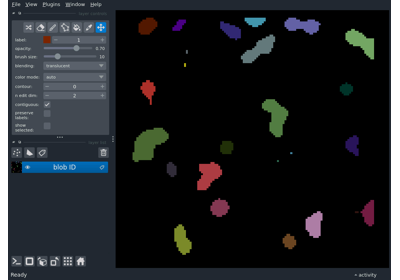 File View Plugins Window Help
label: 1
opacity: 0.70
brush size: 10
blending: translucent
color mode: auto
contour: 0
n edit dim: 2
contiguous:
preserve
labels:
show
selected:
blob ID
Ready
activity